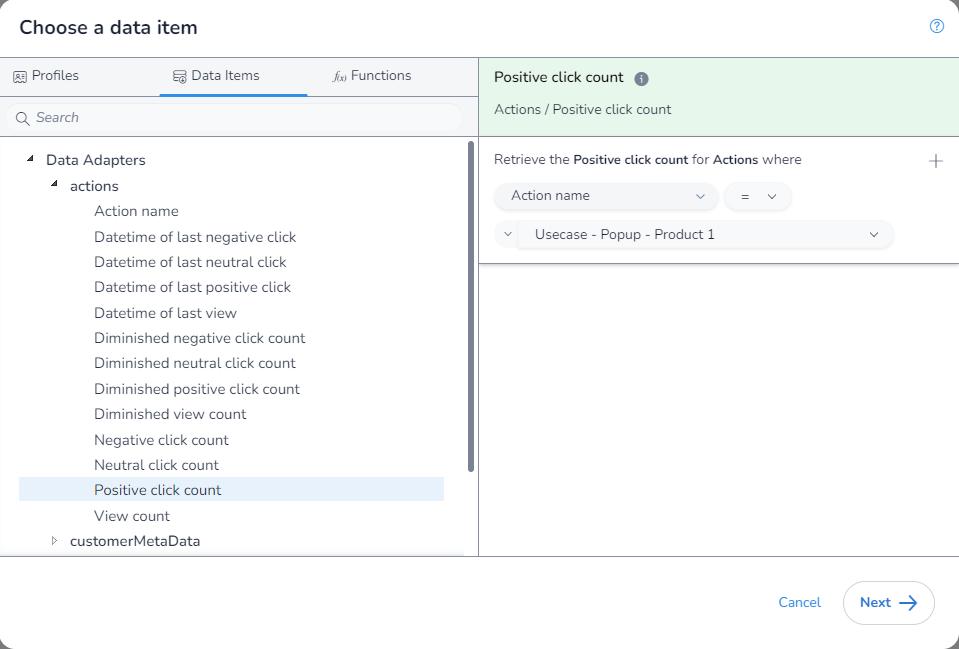 Choose a data item
Profiles
Data Items
f(x) Functions
Search
Data Adapters
actions
Action name
Datetime of last negative click
Datetime of last neutral click
Datetime of last positive click
Datetime of last view
Diminished negative click count
Diminished neutral click count
Diminished positive click count
Diminished view count
Negative click count
Neutral click count
Positive click count
View count
customerMetaData
Positive click count
Actions / Positive click count
Retrieve the Positive click count for Actions where
Action name
=
Usecase - Popup - Product 1
Cancel
Next